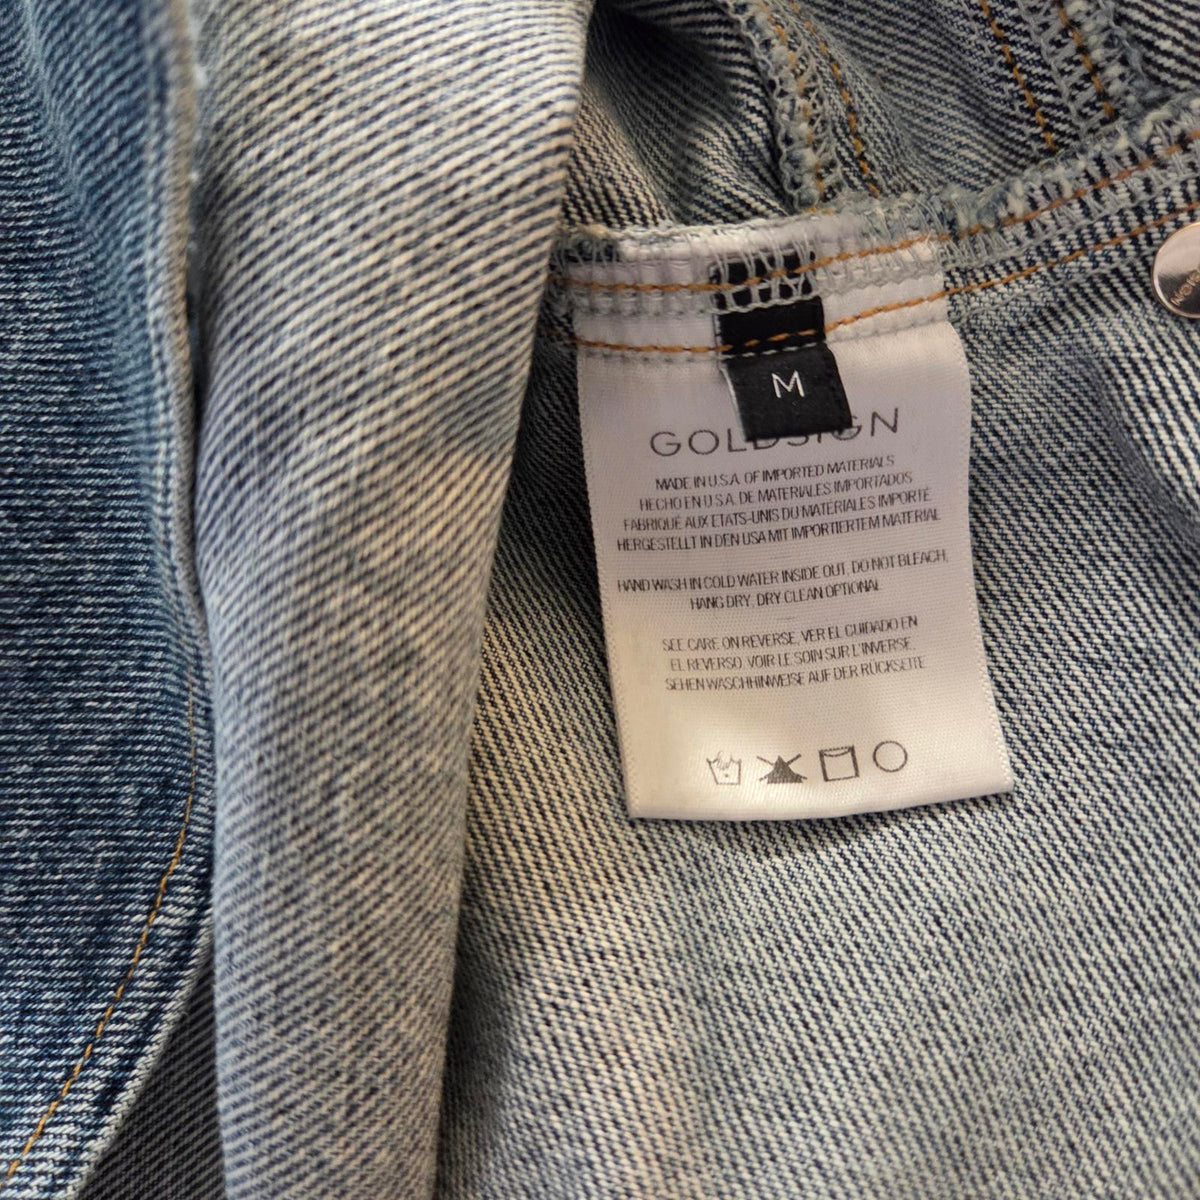 M
GOLDSIGN
MADE IN U.S.A. OF IMPORTED MATERIALS
HECHO EN U.S.A. DE MATERIALES IMPORTADOS
FABRIQUÉ AUX ETATS-UNIS DU MATERIALES IMPORTÉ
HERGESTELLT IN DEN USA MIT IMPORTIERTEM MATERIAL
HAND WASH IN COLD WATER INSIDE OUT, DO NOT BLEACH,
HANG DRY, DRY CLEAN OPTIONAL
SEE CARE ON REVERSE, VER EL CUIDADO EN
EL REVERSO, VOIR LE SOIN SUR L'INVERSE,
SEHEN WASCHHINWEISE AUF DER RÜCKSEITE